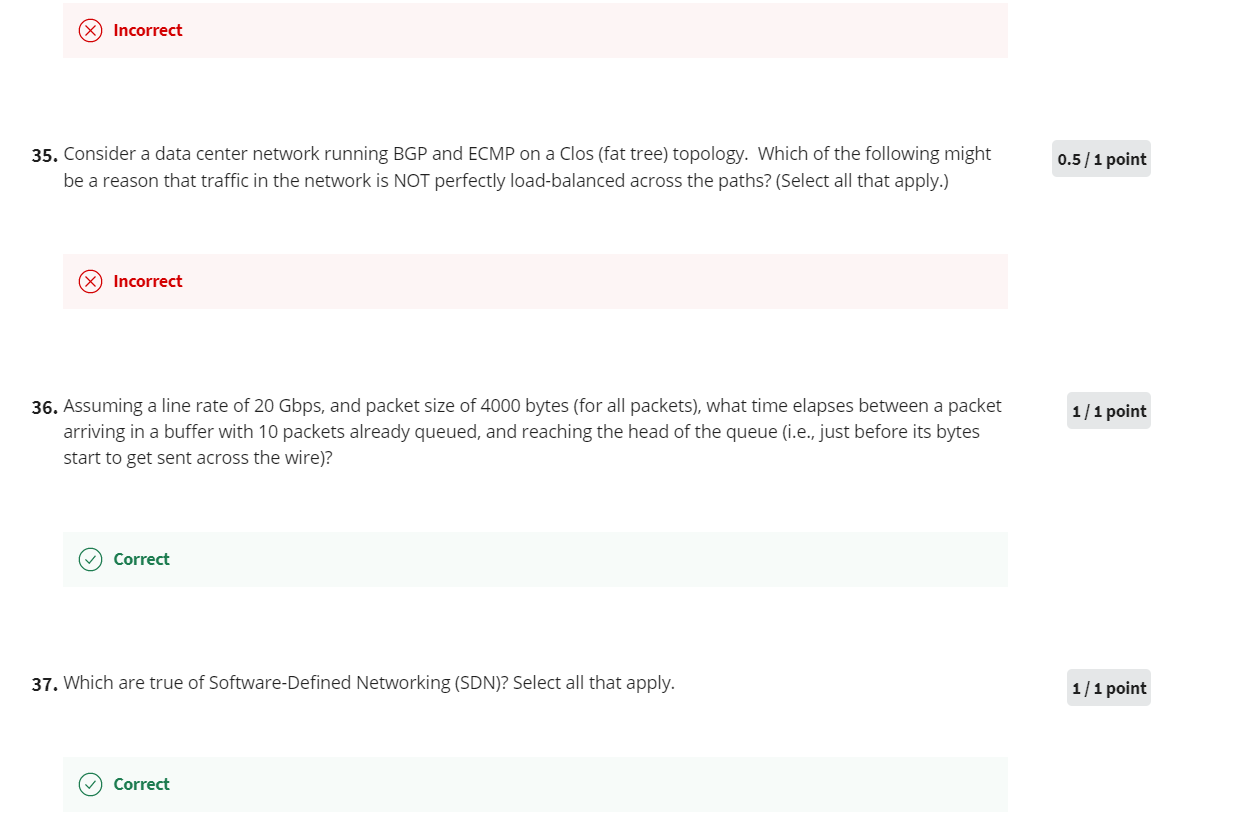 Incorrect
35. Consider a data center network running BGP and ECMP on a Clos (fat tree) topology.  Which of the following might
be a reason that traffic in the network is NOT perfectly load-balanced across the paths? (Select all that apply.)
0.5 / 1 point
Incorrect
36. Assuming a line rate of 20 Gbps, and packet size of 4000 bytes (for all packets), what time elapses between a packet
arriving in a buffer with 10 packets already queued, and reaching the head of the queue (i.e., just before its bytes
start to get sent across the wire)?
1 / 1 point
Correct
37. Which are true of Software-Defined Networking (SDN)? Select all that apply.
1 / 1 point
Correct